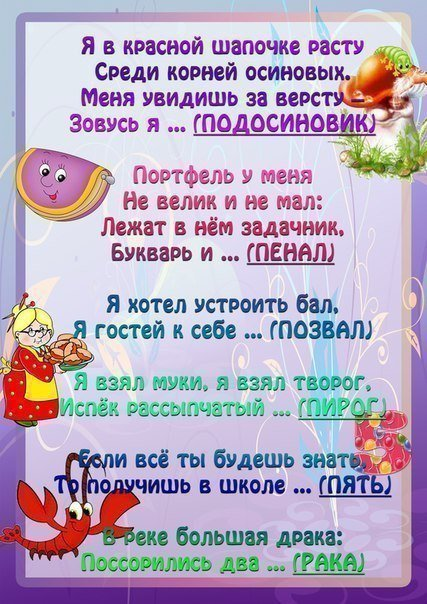 Я в красной шапочке расту
Среди корней осиновых.
Меня увидишь за версту –
Зовусь я ... (ПОДОСИНОВИК)
Портфель у меня
Не велик и не мал:
Лежат в нём задачник,
Букварь и ... (ПЕНАЛ)
Я хотел устроить бал,
Я гостей к себе ... (ПОЗВАЛ)
Я взял муки, я взял творог,
Испёк рассыпчатый ... (ПИРОГ)
Если всё ты будешь знать,
То получишь в школе ... (ПЯТЬ)
В реке большая драка:
Поссорились два ... (РАКА)